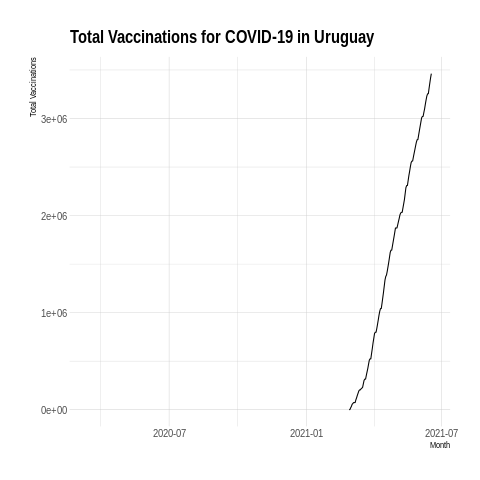 Total Vaccinations for COVID-19 in Uruguay
Total Vaccinations
3e+06
2e+06
1e+06
0e+00
2020-07 2021-01 2021-07
Month